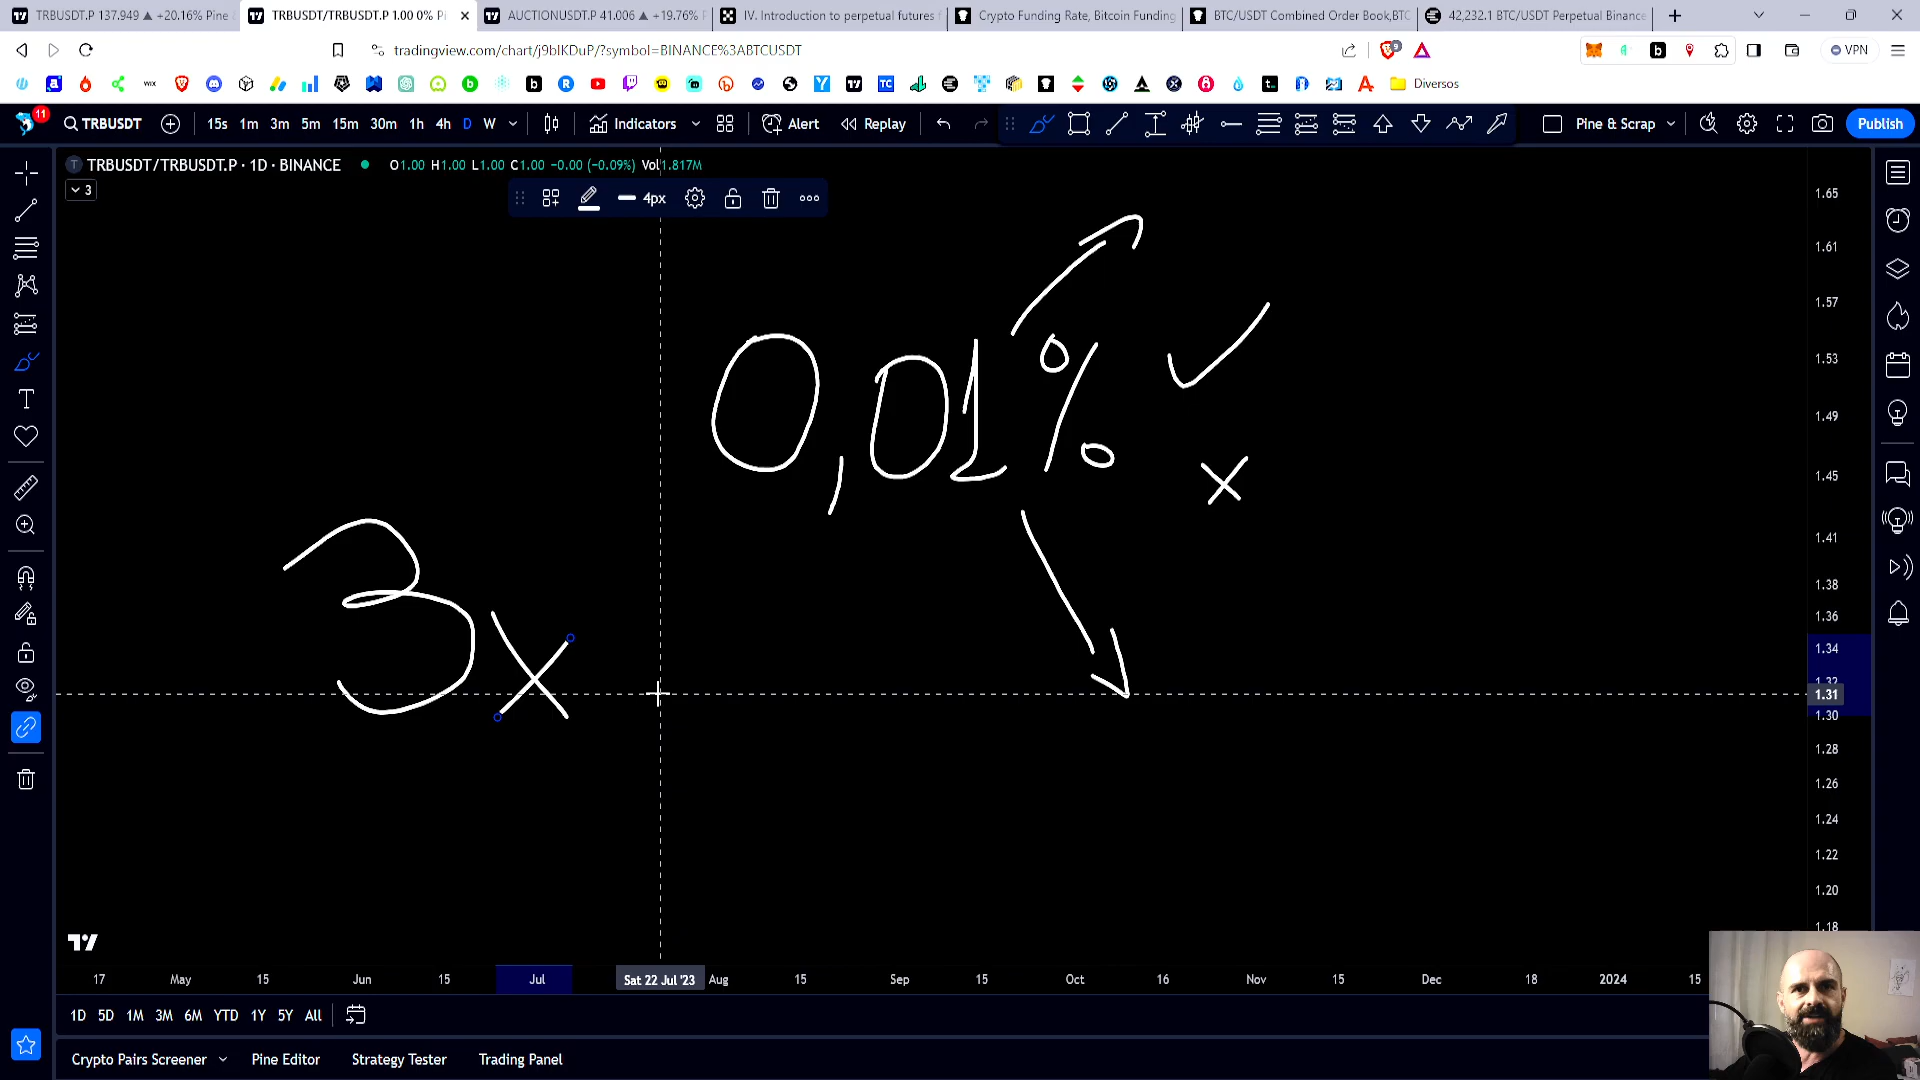 TRBUSDT.P 137.949 ▲ +20.16% Pine &
TRBUSDT/TRBUSDT.P 1.00 0% Pi
AUCTIONUSDT.P 41.006 ▲ +19.76% P
IV. Introduction to perpetual futures f
Crypto Funding Rate, Bitcoin Funding
BTC/USDT Combined Order Book,BTC
42,232.1 BTC/USDT Perpetual Binance
tradingview.com/chart/j9bIKDuP/?symbol=BINANCE%3ABTCUSDT
9
VPN
Diversos
11
TRBUSDT
15s 1m 3m 5m 15m 30m 1h 4h D W
Indicators
Alert
Replay
Pine & Scrap
Publish
TRBUSDT/TRBUSDT.P · 1D · BINANCE
O1.00 H1.00 L1.00 C1.00 −0.00 (−0.09%) Vol1.817M
3
4px
0,01%
3x
1.65
1.61
1.57
1.53
1.49
1.45
1.41
1.38
1.36
1.34
1.32
1.31
1.30
1.28
1.26
1.24
1.22
1.20
1.18
17 May 15 Jun 15 Jul Sat 22 Jul '23 Aug 15 Sep 15 Oct 16 Nov Dec 18 2024 15
1D 5D 1M 3M 6M YTD 1Y 5Y All
Crypto Pairs Screener
Pine Editor
Strategy Tester
Trading Panel